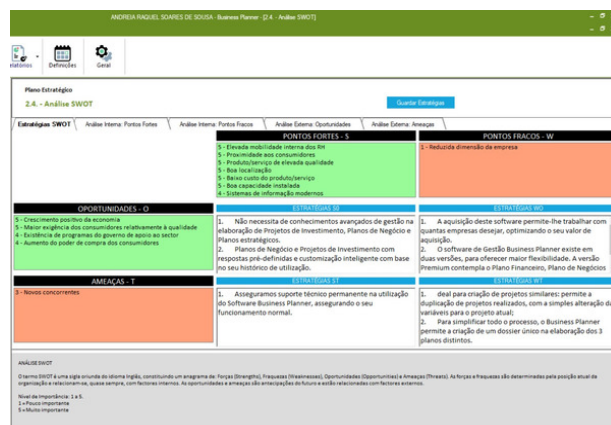 ANDREIA RAQUEL SOARES DE SOUSA - Business Planner - [2.4. - Análise SWOT]
Definições
Geral
Plano Estratégico
2.4. - Análise SWOT
Guardar Estratégias
Estratégias SWOT
Análise Interna: Pontos Fortes
Análise Interna: Pontos Fracos
Análise Externa: Oportunidades
Análise Externa: Ameaças
PONTOS FORTES - S
5 - Elevada mobilidade interna dos RH
5 - Proximidade aos consumidores
5 - Produto/serviço de elevada qualidade
5 - Boa localização
5 - Baixo custo do produto/serviço
5 - Boa capacidade instalada
4 - Sistemas de informação modernos
PONTOS FRACOS - W
1 - Reduzida dimensão da empresa
OPORTUNIDADES - O
5 - Crescimento positivo da economia
5 - Maior exigência dos consumidores relativamente à qualidade
4 - Existência de programas do governo de apoio ao sector
4 - Aumento do poder de compra dos consumidores
ESTRATÉGIAS SO
1. Não necessita de conhecimentos avançados de gestão na
elaboração de Projetos de Investimento, Planos de Negócio e
Planos estratégicos.
2. Planos de Negócio e Projetos de Investimento com
respostas pré-definidas e customização inteligente com base
no seu histórico de utilização.
ESTRATÉGIAS WO
1. A aquisição deste software permite-lhe trabalhar com
quantas empresas desejar, optimizando o seu valor de
aquisição.
2. O software de Gestão Business Planner existe em
duas versões, para oferecer maior flexibilidade. A versão
Premium contempla o Plano Financeiro, Plano de Negócios
AMEAÇAS - T
3 - Novos concorrentes
ESTRATÉGIAS ST
1. Asseguramos suporte técnico permanente na utilização
do Software Business Planner, assegurando o seu
funcionamento normal.
ESTRATÉGIAS WT
1. deal para criação de projetos similares: permite a
duplicação de projetos realizados, com a simples alteração da
variáveis para o projeto atual;
2. Para simplificar todo o processo, o Business Planner
permite a criação de um dossier único na elaboração dos 3
planos distintos.
ANÁLISE SWOT
O termo SWOT é uma sigla oriunda do idioma Inglês, constituindo um anagrama de: Forças (Strengths), Fraquezas (Weaknesses), Oportunidades (Opportunities) e Ameaças (Threats). As forças e fraquezas são determinadas pela posição atual da
organização e relacionam-se, quase sempre, com factores internos. As oportunidades e ameaças são antecipações do futuro e estão relacionadas com factores externos.
Nível de Importância: 1 a 5.
1 = Pouco importante
5 = Muito importante